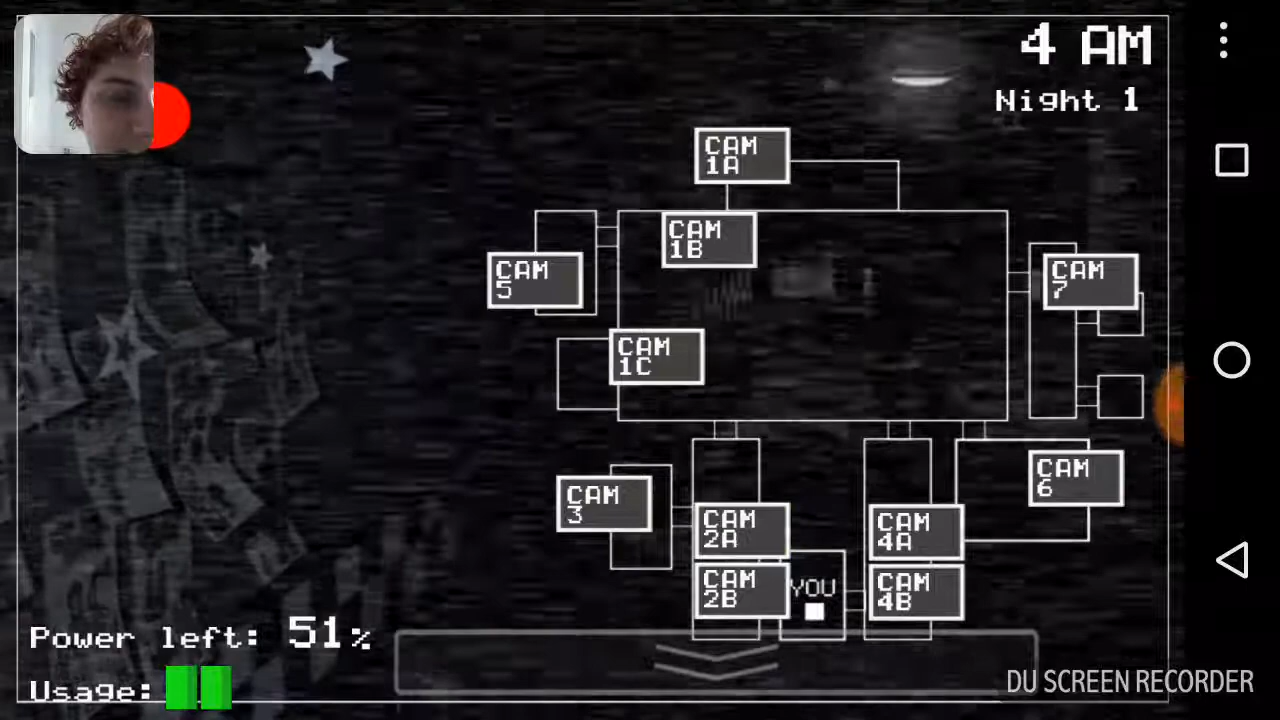 4 AM
Night 1
CAM
1A
CAM
1B
CAM
5
CAM
7
CAM
1C
CAM
3
CAM
6
CAM
2A
CAM
4A
CAM
2B
YOU
CAM
4B
Power left: 51%
Usage:
DU SCREEN RECORDER